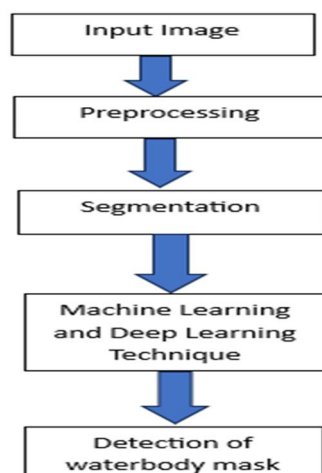 Input Image
Preprocessing
Segmentation
Machine Learning
and Deep Learning
Technique
Detection of
waterbody mask